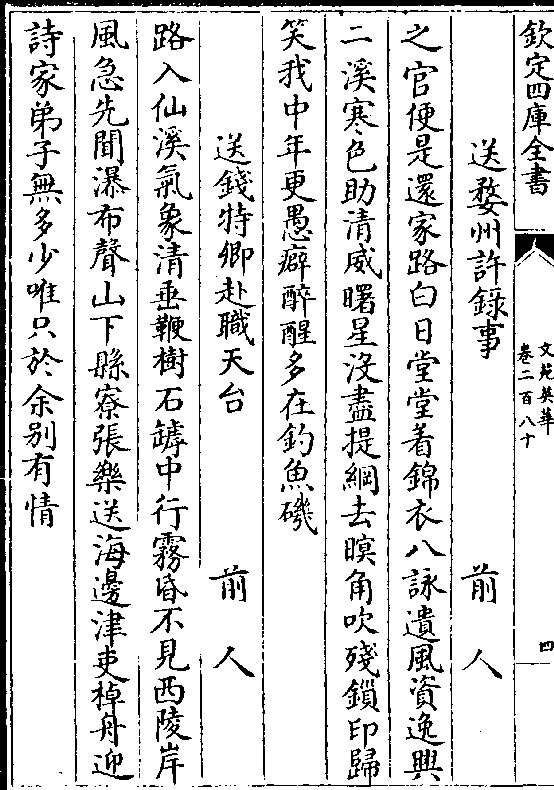 欽定四庫全書
文苑英華
卷二百八十
四
送婺州許錄事
前人
之官便是還家路白日堂堂着錦衣八詠遺風資逸興
二溪寒色助清威曙星沒盡提綱去暝角吹殘鎖印歸
笑我中年更愚癖醉醒多在釣魚磯
送錢特卿赴職天台
前人
路入仙溪氣象清垂鞭樹石罅中行霧昏不見西陵岸
風急先聞瀑布聲山下縣寮張樂送海邊津吏棹舟迎
詩家弟子無多少唯只於余别有情